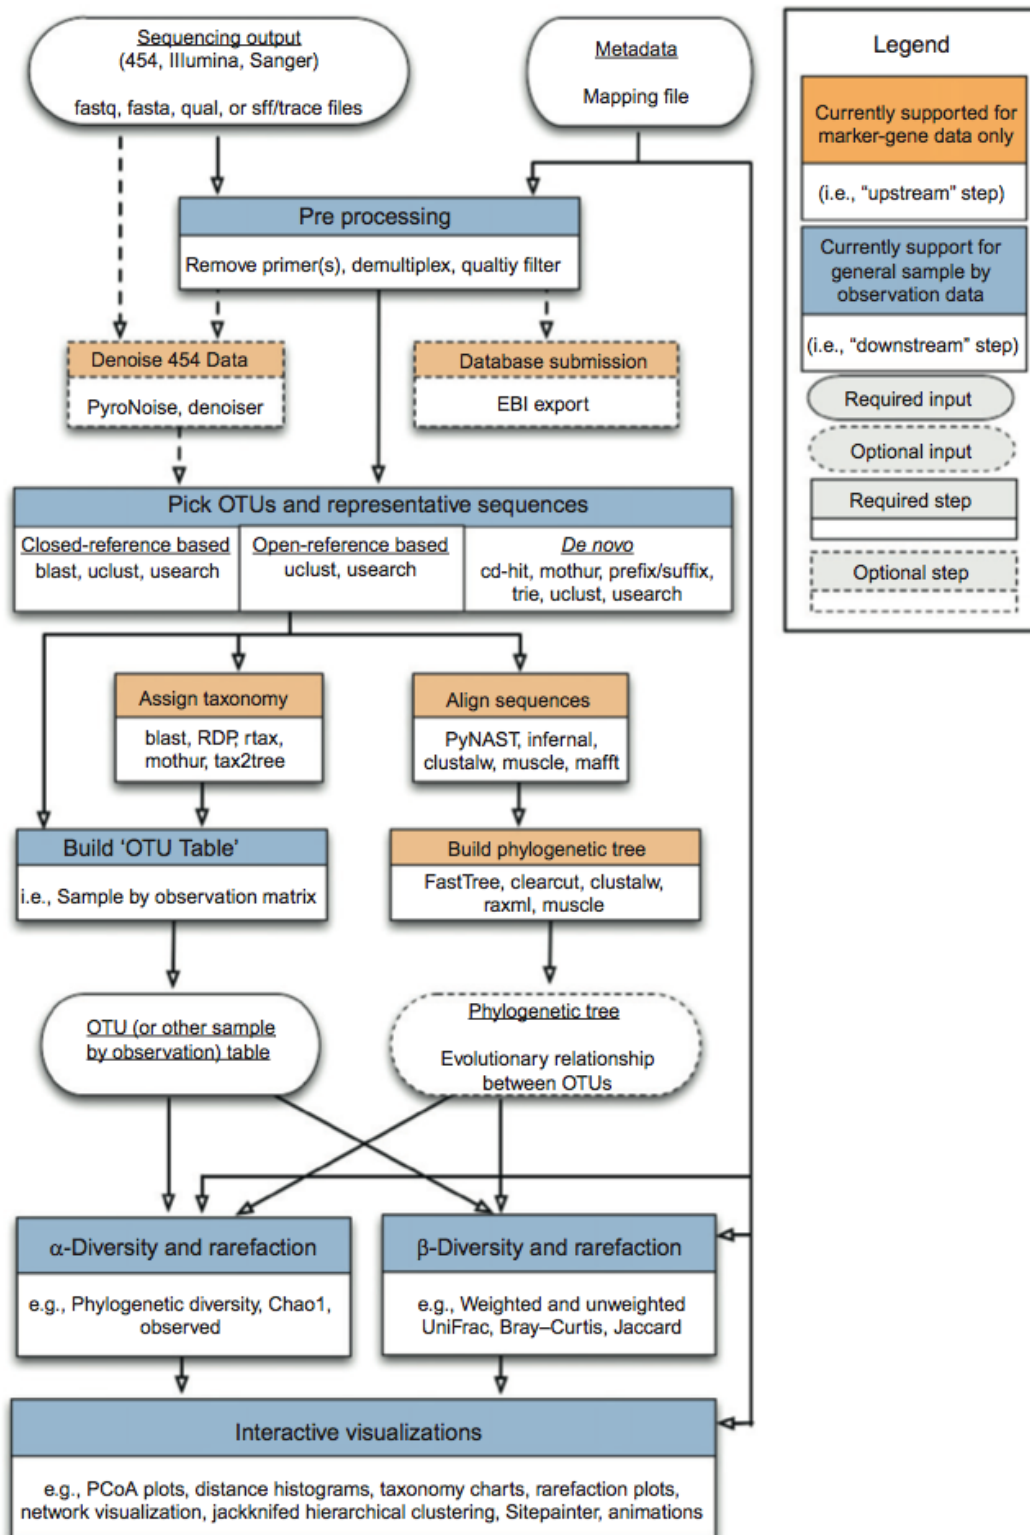 Sequencing output
(454, Illumina, Sanger)
fastq, fasta, qual, or sff/trace files
Metadata
Mapping file
Pre processing
Remove primer(s), demultiplex, qualtiy filter
Denoise 454 Data
PyroNoise, denoiser
Database submission
EBI export
Pick OTUs and representative sequences
Closed-reference based
blast, uclust, usearch
Open-reference based
uclust, usearch
De novo
cd-hit, mothur, prefix/suffix,
trie, uclust, usearch
Assign taxonomy
blast, RDP, rtax,
mothur, tax2tree
Align sequences
PyNAST, infernal,
clustalw, muscle, mafft
Build ‘OTU Table’
i.e., Sample by observation matrix
Build phylogenetic tree
FastTree, clearcut, clustalw,
raxml, muscle
OTU (or other sample
by observation) table
Phylogenetic tree
Evolutionary relationship
between OTUs
α-Diversity and rarefaction
e.g., Phylogenetic diversity, Chao1,
observed
β-Diversity and rarefaction
e.g., Weighted and unweighted
UniFrac, Bray–Curtis, Jaccard
Interactive visualizations
e.g., PCoA plots, distance histograms, taxonomy charts, rarefaction plots,
network visualization, jackknifed hierarchical clustering, Sitepainter, animations
Legend
Currently supported for
marker-gene data only
(i.e., “upstream” step)
Currently support for
general sample by
observation data
(i.e., “downstream” step)
Required input
Optional input
Required step
Optional step